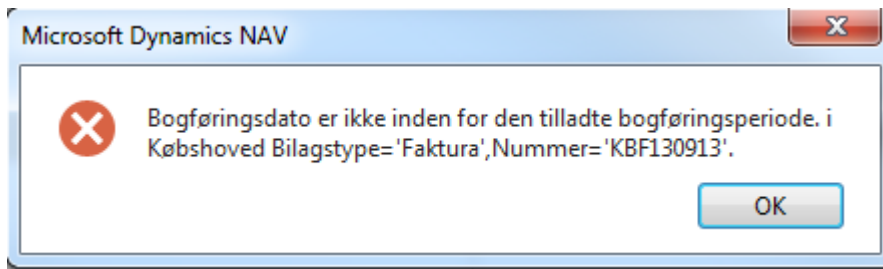 Microsoft Dynamics NAV
Bogføringsdato er ikke inden for den tilladte bogføringsperiode. i
Købshoved Bilagstype='Faktura',Nummer='KBF130913'.
OK